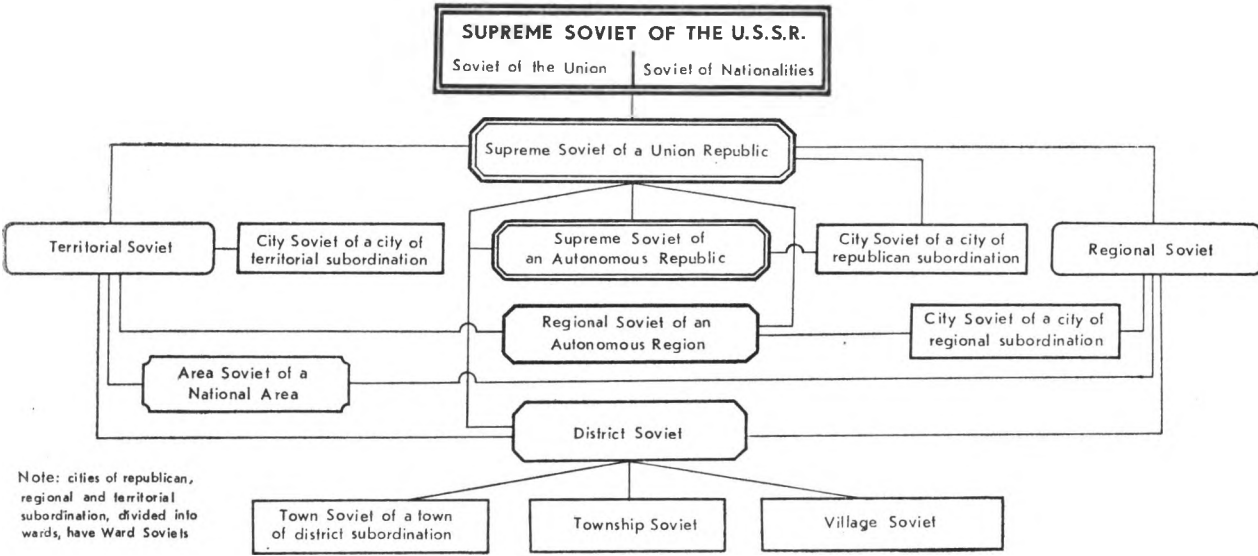 SUPREME SOVIET OF THE U.S.S.R.
Soviet of the Union
Soviet of Nationalities
Supreme Soviet of a Union Republic
Territorial Soviet
City Soviet of a city of
territorial subordination
Supreme Soviet of
an Autonomous Republic
City Soviet of a city of
republican subordination
Regional Soviet
Regional Soviet of an
Autonomous Region
City Soviet of a city of
regional subordination
Area Soviet of a
National Area
District Soviet
Note: cities of republican,
regional and territorial
subordination, divided into
wards, have Ward Soviets
Town Soviet of a town
of district subordination
Township Soviet
Village Soviet